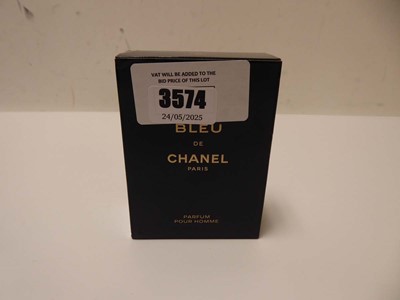 VAT WILL BE ADDED TO THE
BID PRICE OF THIS LOT
3574
24/05/2025
BLEU
DE
CHANEL
PARIS
PARFUM
POUR HOMME